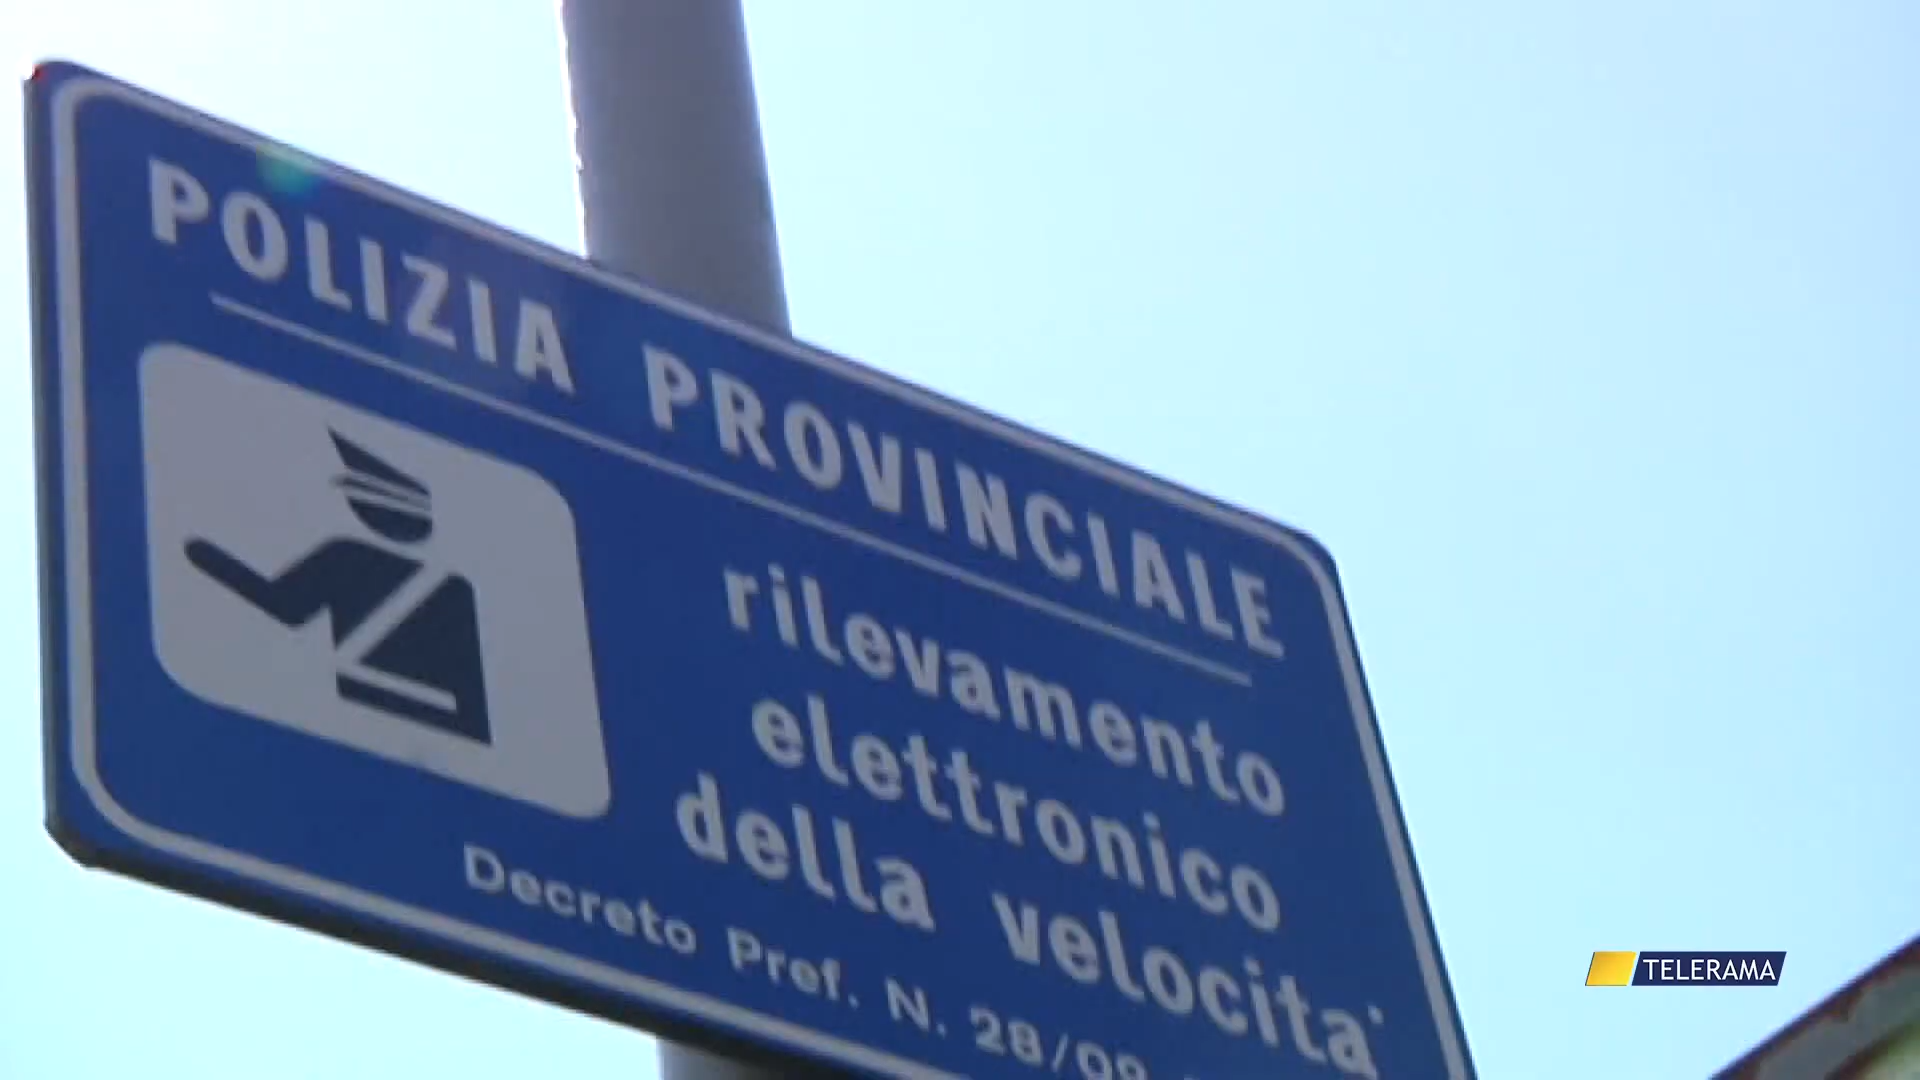 POLIZIA PROVINCIALE
rilevamento
elettronico
della velocita'
Decreto Pref. N. 28/09
TELERAMA